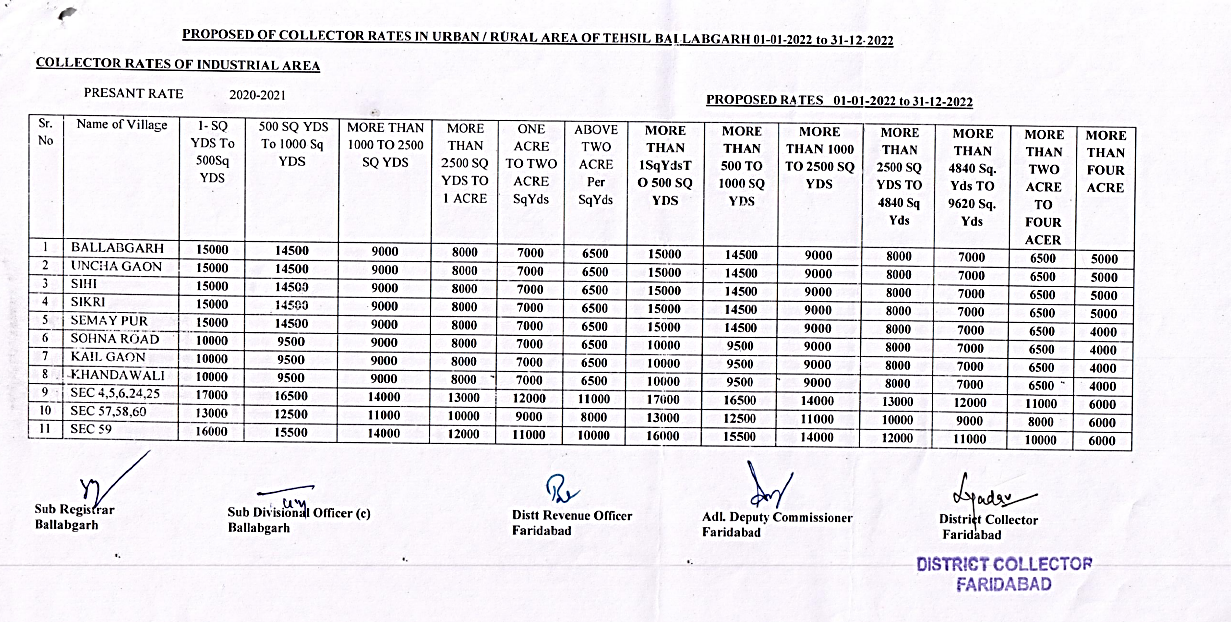 PROPOSED OF COLLECTOR RATES IN URBAN / RURAL AREA OF TEHSIL BALLABGARH 01-01-2022 to 31-12-2022
COLLECTOR RATES OF INDUSTRIAL AREA
PRESANT RATE 2020-2021
PROPOSED RATES 01-01-2022 to 31-12-2022
Sr.
No
Name of Village
1- SQ
YDS To
500Sq
YDS
500 SQ YDS
To 1000 Sq
YDS
MORE THAN
1000 TO 2500
SQ YDS
MORE
THAN
2500 SQ
YDS TO
1 ACRE
ONE
ACRE
TO TWO
ACRE
SqYds
ABOVE
TWO
ACRE
Per
SqYds
MORE
THAN
1SqYdsT
O 500 SQ
YDS
MORE
THAN
500 TO
1000 SQ
YDS
MORE
THAN 1000
TO 2500 SQ
YDS
MORE
THAN
2500 SQ
YDS TO
4840 Sq
Yds
MORE
THAN
4840 Sq.
Yds TO
9620 Sq.
Yds
MORE
THAN
TWO
ACRE
TO
FOUR
ACER
MORE
THAN
FOUR
ACRE
1 BALLABGARH 15000 14500 9000 8000 7000 6500 15000 14500 9000 8000 7000 6500 5000
2 UNCHA GAON 15000 14500 9000 8000 7000 6500 15000 14500 9000 8000 7000 6500 5000
3 SIHI 15000 14500 9000 8000 7000 6500 15000 14500 9000 8000 7000 6500 5000
4 SIKRI 15000 14500 9000 8000 7000 6500 15000 14500 9000 8000 7000 6500 5000
5 SEMAY PUR 15000 14500 9000 8000 7000 6500 15000 14500 9000 8000 7000 6500 4000
6 SOHNA ROAD 10000 9500 9000 8000 7000 6500 10000 9500 9000 8000 7000 6500 4000
7 KAIL GAON 10000 9500 9000 8000 7000 6500 10000 9500 9000 8000 7000 6500 4000
8 KHANDAWALI 10000 9500 9000 8000 7000 6500 10000 9500 9000 8000 7000 6500 4000
9 SEC 4,5,6,24,25 17000 16500 14000 13000 12000 11000 17000 16500 14000 13000 12000 11000 6000
10 SEC 57,58,60 13000 12500 11000 10000 9000 8000 13000 12500 11000 10000 9000 8000 6000
11 SEC 59 16000 15500 14000 12000 11000 10000 16000 15500 14000 12000 11000 10000 6000
Sub Registrar
Ballabgarh
Sub Divisional Officer (c)
Ballabgarh
Distt Revenue Officer
Faridabad
Adl. Deputy Commissioner
Faridabad
District Collector
Faridabad
DISTRICT COLLECTOR
FARIDABAD